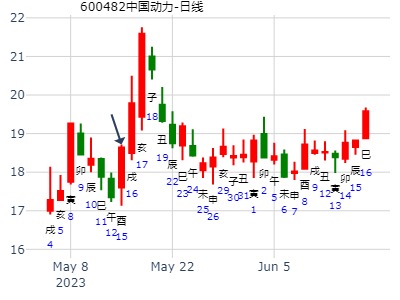 600482中国动力-日线
22
21
20
19
18
17
16
戌 4
亥 5
寅 8
卯 9
辰 10
巳 11
午 12
酉 15
戌 16
亥 17
子 18
丑 19
辰 22
巳 23
午 24
未 25
申 26
亥 29
子 30
丑 31
寅 1
卯 2
午 5
未 6
申 7
酉 8
戌 9
丑 12
寅 13
卯 14
辰 15
巳 16
May 8
2023
May 22
Jun 5